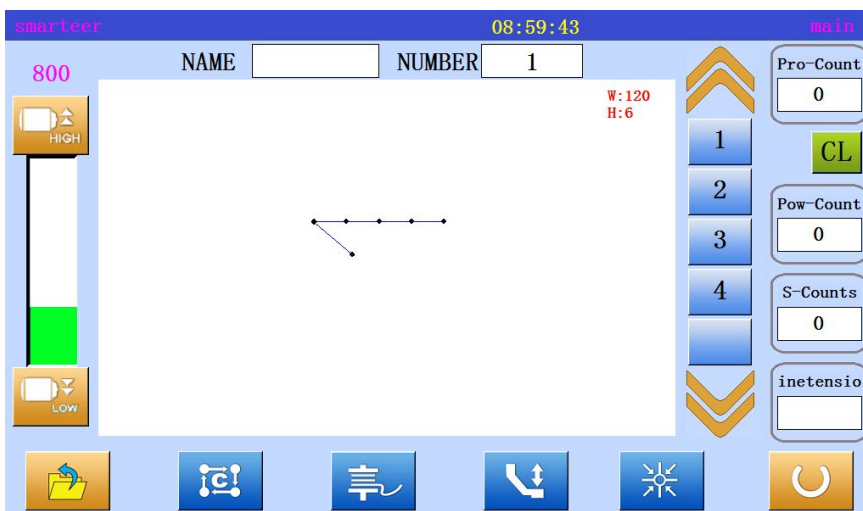 smarteer 08:59:43 main
800 NAME NUMBER 1
Pro-Count
0
W:120
H:6
HIGH
CL
1
2
3
4
Pow-Count
0
S-Counts
0
inetensio
LOW
C